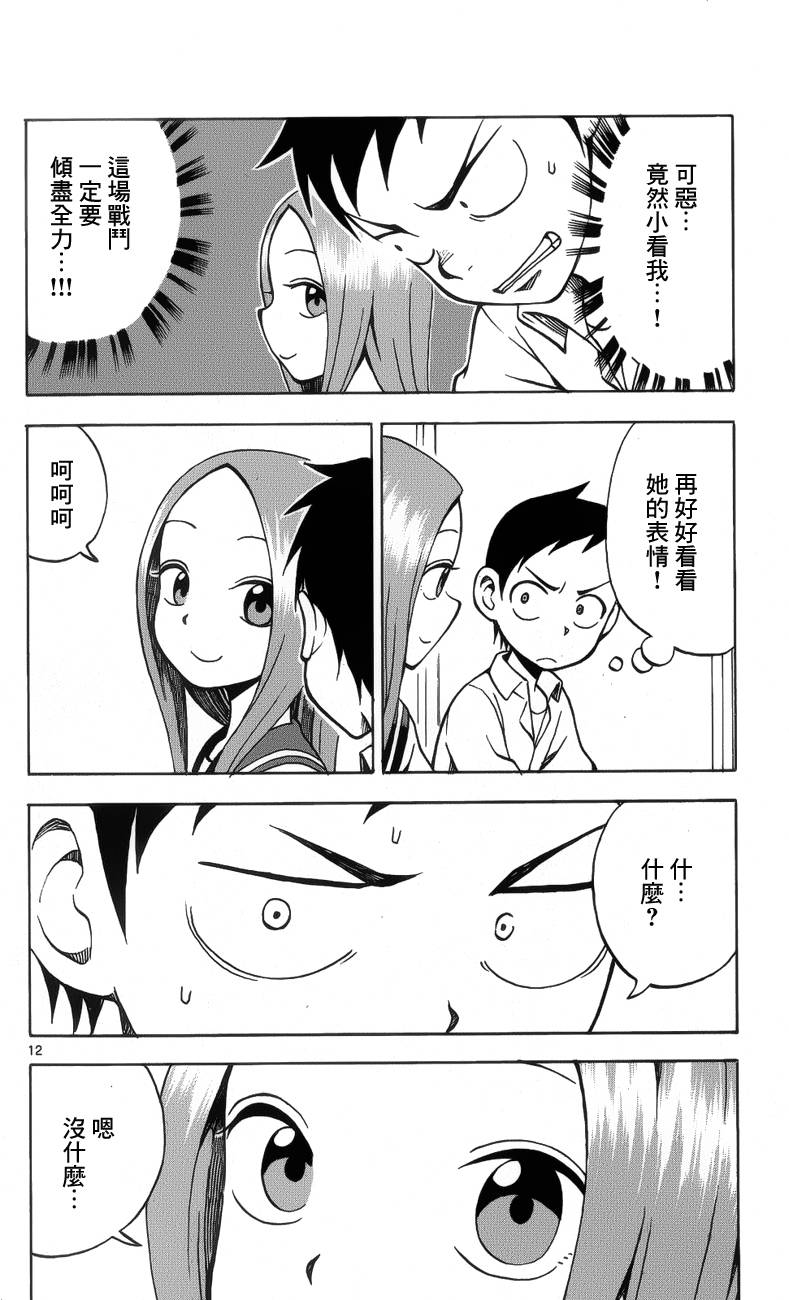 可惡⋯
竟然小看我⋯！
這場戰鬥
一定要
傾盡全力⋯!!!
再好好看看
她的表情！
呵呵呵
什⋯
什麼?
12
嗯
沒什麼⋯